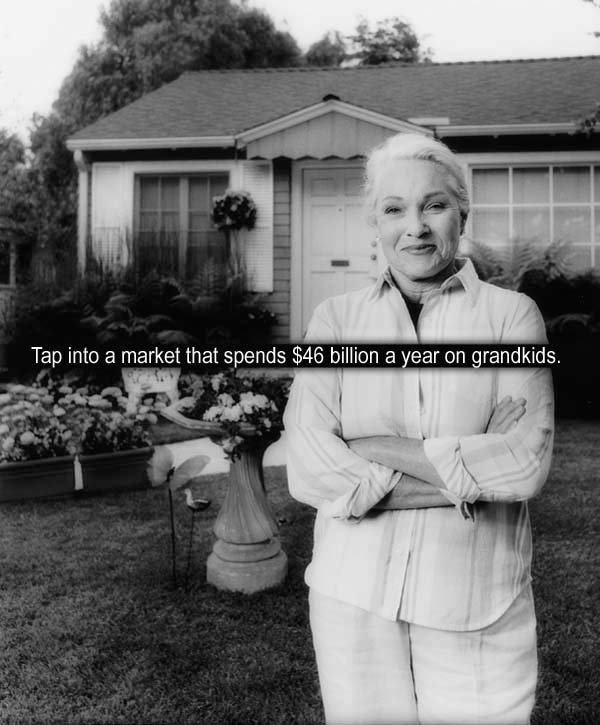 Tap into a market that spends $46 billion a year on grandkids.